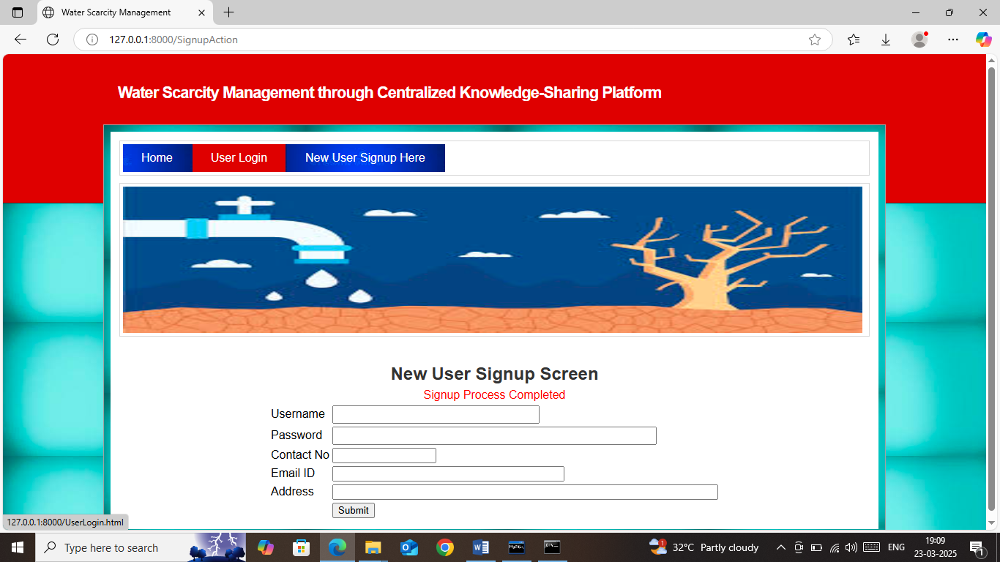 Water Scarcity Management
127.0.0.1:8000/SignupAction
Water Scarcity Management through Centralized Knowledge-Sharing Platform
Home User Login New User Signup Here
New User Signup Screen
Signup Process Completed
Username
Password
Contact No
Email ID
Address
Submit
127.0.0.1:8000/UserLogin.html
Type here to search
1
32°C Partly cloudy
ENG
19:09
23-03-2025
1